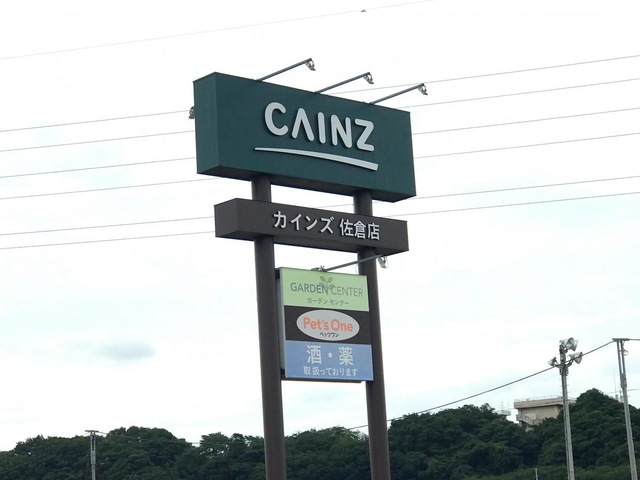 CAINZ
カインズ 佐倉店
GARDEN CENTER
ガーデン センター
Pet's One
ペッツワン
酒・薬
取扱っております